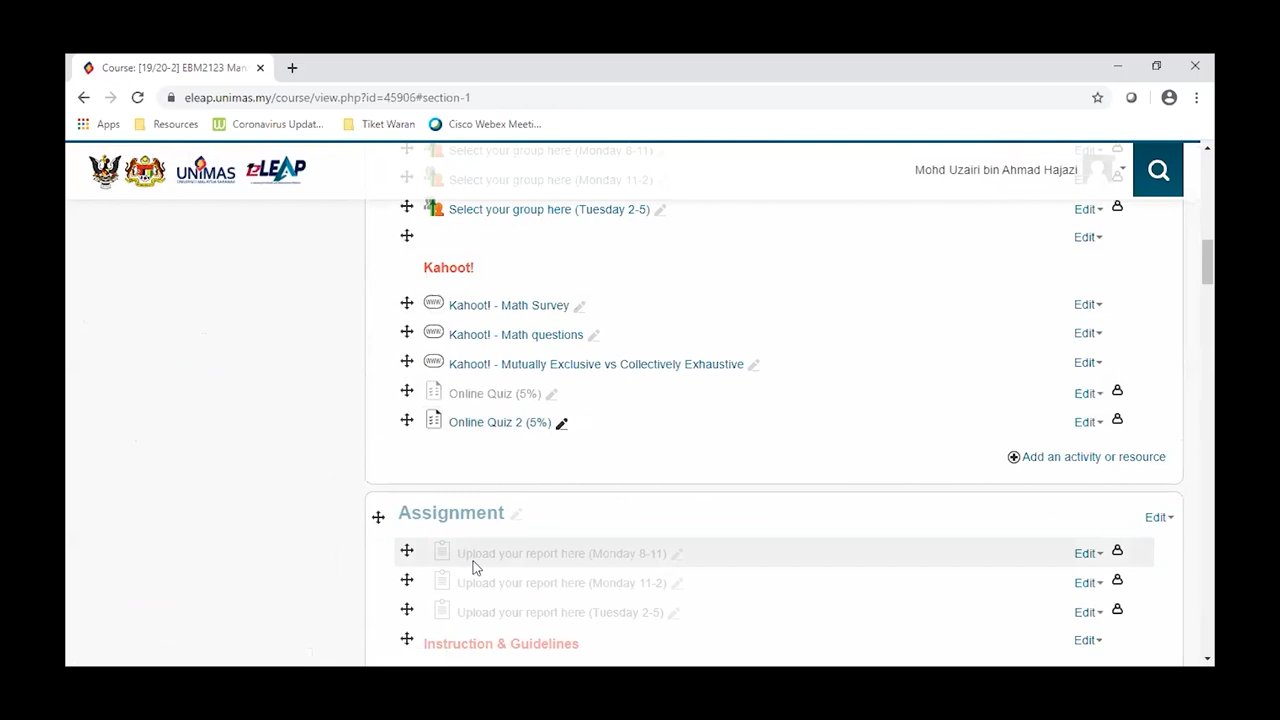 Course: [19/20-2] EBM2123 Man
eleap.unimas.my/course/view.php?id=45906#section-1
Apps Resources Coronavirus Updat... Tiket Waran Cisco Webex Meeti...
Select your group here (Monday 8-11) Edit
UNIMAS eLEAP Mohd Uzairi bin Ahmad Hajazi
Select your group here (Monday 11-2)
Select your group here (Tuesday 2-5) Edit
Edit
Kahoot!
www Kahoot! - Math Survey Edit
www Kahoot! - Math questions Edit
www Kahoot! - Mutually Exclusive vs Collectively Exhaustive Edit
Online Quiz (5%) Edit
Online Quiz 2 (5%) Edit
Add an activity or resource
Assignment Edit
Upload your report here (Monday 8-11) Edit
Upload your report here (Monday 11-2) Edit
Upload your report here (Tuesday 2-5) Edit
Instruction & Guidelines Edit